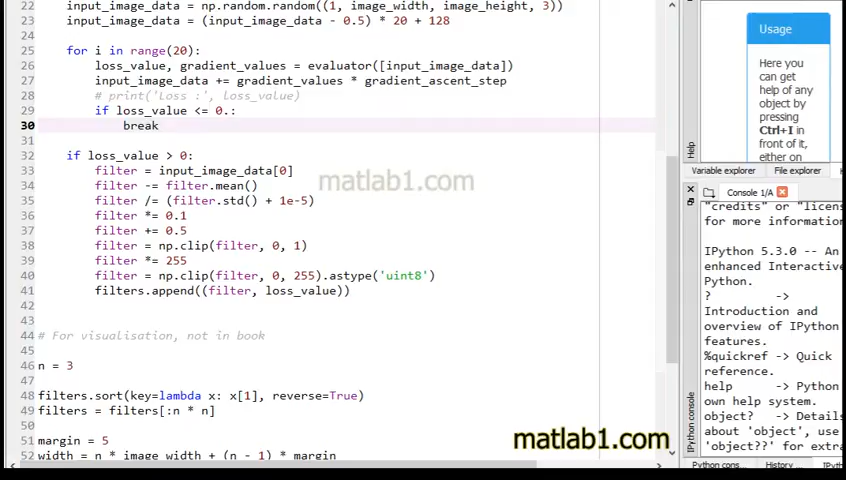 22 input_image_data = np.random.random((1, image_width, image_height, 3))
23 input_image_data = (input_image_data - 0.5) * 20 + 128
24
25 for i in range(20):
26 loss_value, gradient_values = evaluator([input_image_data])
27 input_image_data += gradient_values * gradient_ascent_step
28 # print('Loss :', loss_value)
29 if loss_value <= 0.:
30 break
31
32 if loss_value > 0:
33 filter = input_image_data[0]
34 filter -= filter.mean()
35 filter /= (filter.std() + 1e-5)
36 filter *= 0.1
37 filter += 0.5
38 filter = np.clip(filter, 0, 1)
39 filter *= 255
40 filter = np.clip(filter, 0, 255).astype('uint8')
41 filters.append((filter, loss_value))
42
43
44 # For visualisation, not in book
45
46 n = 3
47
48 filters.sort(key=lambda x: x[1], reverse=True)
49 filters = filters[:n * n]
50
51 margin = 5
52 width = n * image_width + (n - 1) * margin
matlab1.com
matlab1.com
Usage
Here you
can get
help of any
object by
pressing
Ctrl+I in
front of it,
either on
Help
Variable explorer
File explorer
Console 1/A
"credits" or "licens
for more informatio
IPython 5.3.0 -- An
enhanced Interactiv
Python.
? ->
Introduction and
overview of IPython
features.
%quickref -> Quick
reference.
help -> Python
own help system.
object? -> Details
about 'object', use
'object??' for extra
IPython console
IPython cons...
History ...